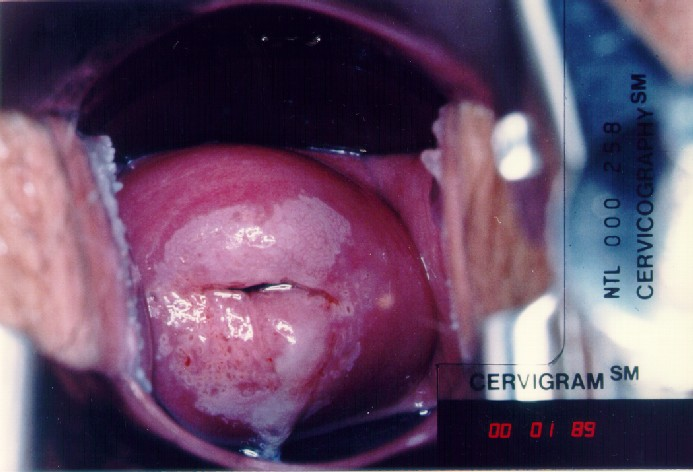 NTL 000 298
CERVICOGRAPHY SM
CERVIGRAM SM
00 01 89